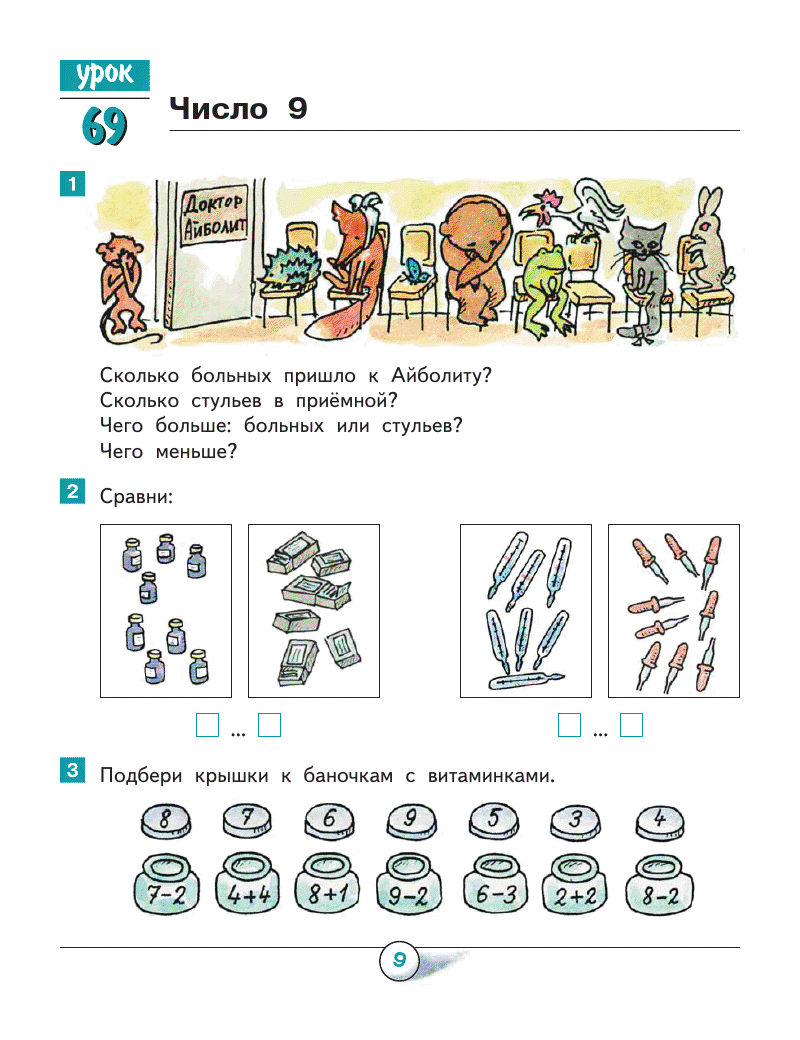 урок
69
Число 9
1
Доктор
Айболит
Сколько больных пришло к Айболиту?
Сколько стульев в приёмной?
Чего больше: больных или стульев?
Чего меньше?
2 Сравни:
... ...
3 Подбери крышки к баночкам с витаминками.
8 7 6 9 5 3 4
7-2 4+4 8+1 9-2 6-3 2+2 8-2
9